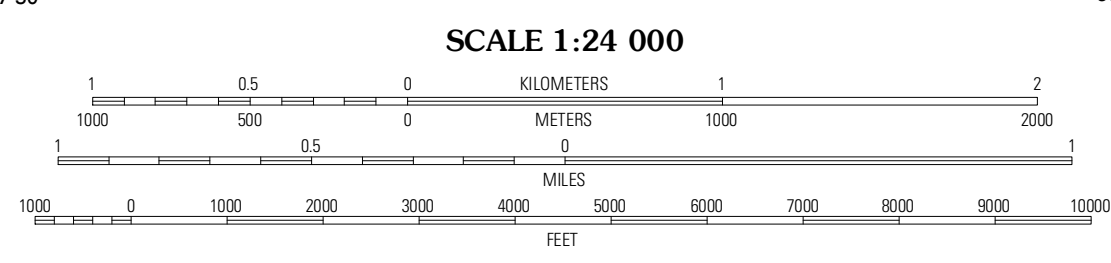 SCALE 1:24 000
1 0.5 0 KILOMETERS 1 2
1000 500 0 METERS 1000 2000
1 0.5 0 1
MILES
1000 0 1000 2000 3000 4000 5000 6000 7000 8000 9000 10000
FEET